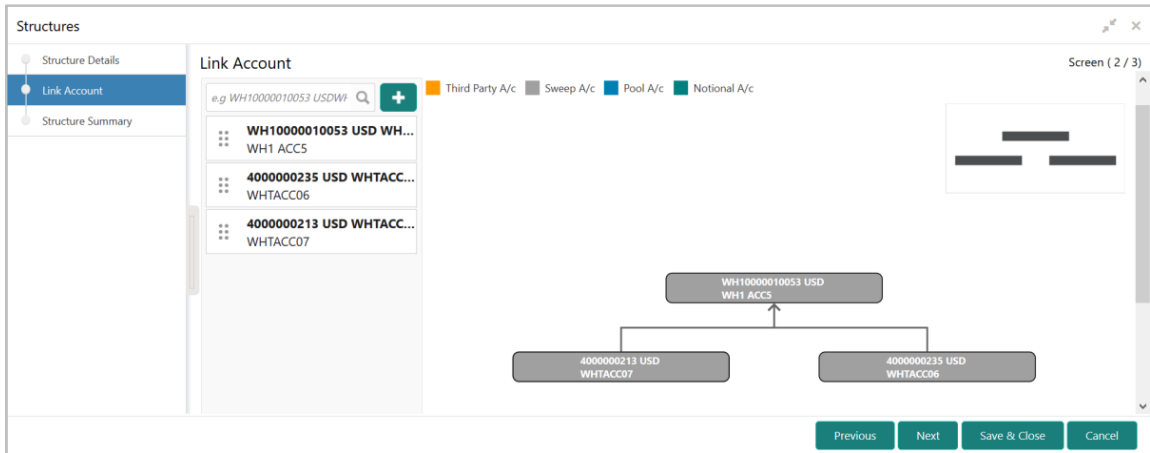 Structures
Structure Details
Link Account
Structure Summary
Link Account
Screen ( 2 / 3)
e.g WH10000010053 USDWH
Third Party A/c
Sweep A/c
Pool A/c
Notional A/c
WH10000010053 USD WH...
WH1 ACC5
4000000235 USD WHTACC...
WHTACC06
4000000213 USD WHTACC...
WHTACC07
WH10000010053 USD
WH1 ACC5
4000000213 USD
WHTACC07
4000000235 USD
WHTACC06
Previous
Next
Save & Close
Cancel